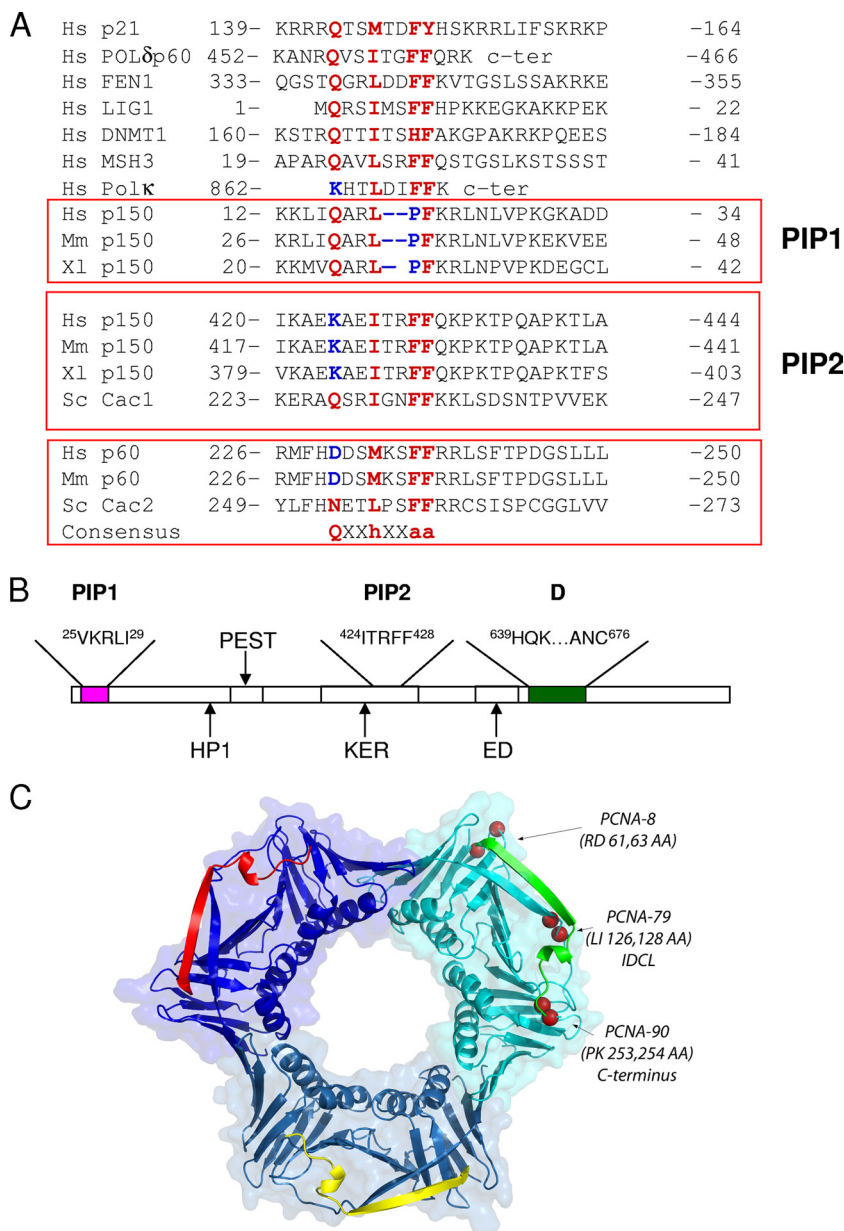 A
Hs p21 139– KRRRQTSMTDFYHSKRRLIFSKRKP –164
Hs POLδp60 452– KANRQVSITGFFQRK c-ter –466
Hs FEN1 333– QGSTQGRLDDFFKVTGSLSSAKRKE –355
Hs LIG1 1– MQRSIMSFFHPKKEGKAKKPEK – 22
Hs DNMT1 160– KSTRQTTITSHFAKGPAKRKPQEES –184
Hs MSH3 19– APARQAVLSRFFQSTGSLKSTSSST – 41
Hs Polκ 862– KHTLDIFFK c-ter
Hs p150 12– KKLIQARL--PFKRLNLVPKGKADD – 34
Mm p150 26– KRLIQARL--PFKRLNLVPKEKVEE – 48
Xl p150 20– KKMVQARL– PFKRLNPVPKDEGCL – 42
PIP1
Hs p150 420– IKAEKAEITRFFQKPKTPQAPKTLA –444
Mm p150 417– IKAEKAEITRFFQKPKTPQAPKTLA –441
Xl p150 379– VKAEKAEITRFFQKPKTPQAPKTFS –403
Sc Cac1 223– KERAQSRIGNFFKKLSDSNTPVVEK –247
PIP2
Hs p60 226– RMFHDDSMKSFFRRLSFTPDGSLLL –250
Mm p60 226– RMFHDDSMKSFFRRLSFTPDGSLLL –250
Sc Cac2 249– YLFHNETLPSFFRRCSISPCGGLVV –273
Consensus QXXhXXaa
B
PIP1 PIP2 D
25VKRLI29 PEST 424ITRFF428 639HQK...ANC676
HP1 KER ED
C
PCNA-8
(RD 61,63 AA)
PCNA-79
(LI 126,128 AA)
IDCL
PCNA-90
(PK 253,254 AA)
C-terminus